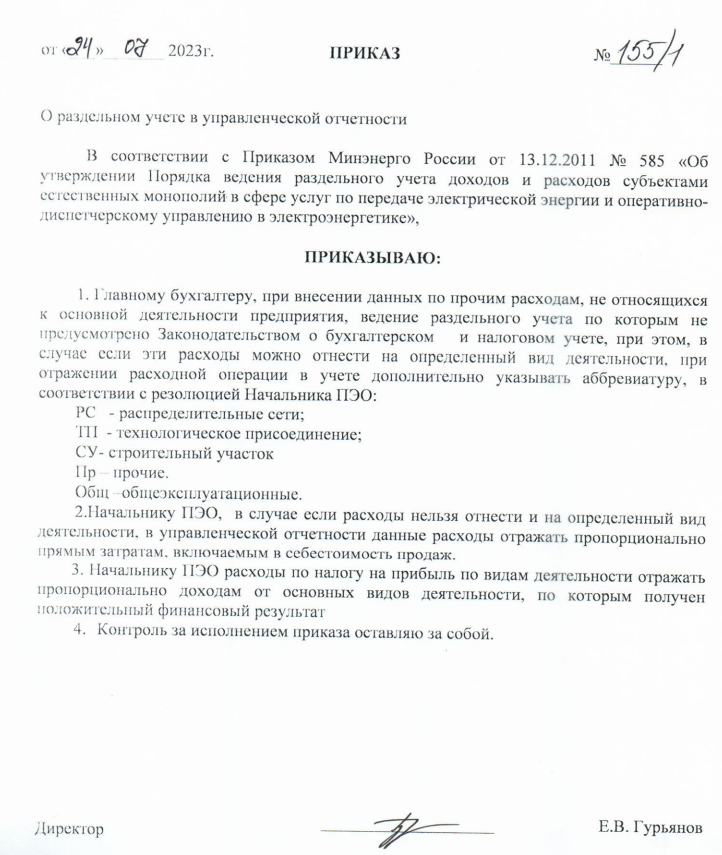 от «24» 07 2023г. ПРИКАЗ № 155/1
О раздельном учете в управленческой отчетности
В соответствии с Приказом Минэнерго России от 13.12.2011 № 585 «Об
утверждении Порядка ведения раздельного учета доходов и расходов субъектами
естественных монополий в сфере услуг по передаче электрической энергии и оперативно-
диспетчерскому управлению в электроэнергетике»,
ПРИКАЗЫВАЮ:
1. Главному бухгалтеру, при внесении данных по прочим расходам, не относящихся
к основной деятельности предприятия, ведение раздельного учета по которым не
предусмотрено Законодательством о бухгалтерском и налоговом учете, при этом, в
случае если эти расходы можно отнести на определенный вид деятельности, при
отражении расходной операции в учете дополнительно указывать аббревиатуру, в
соответствии с резолюцией Начальника ПЭО:
РС - распределительные сети;
ТП - технологическое присоединение;
СУ- строительный участок
Пр – прочие.
Общ –общеэксплуатационные.
2.Начальнику ПЭО, в случае если расходы нельзя отнести и на определенный вид
деятельности, в управленческой отчетности данные расходы отражать пропорционально
прямым затратам, включаемым в себестоимость продаж.
3. Начальнику ПЭО расходы по налогу на прибыль по видам деятельности отражать
пропорционально доходам от основных видов деятельности, по которым получен
положительный финансовый результат
4. Контроль за исполнением приказа оставляю за собой.
Директор Е.В. Гурьянов